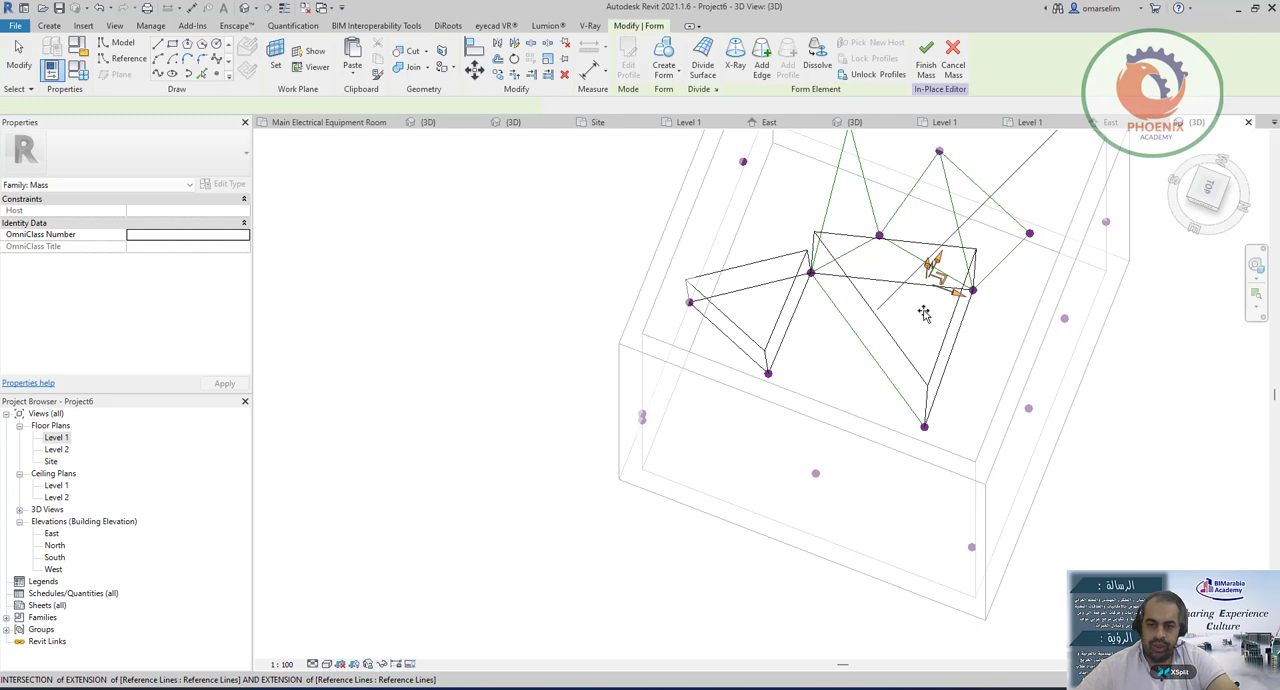 Autodesk Revit 2021.1.6 - Project6 - 3D View: {3D}
omarselim
File Create Insert View Manage Add-Ins Enscape™ Quantification BIM Interoperability Tools DiRoots eyecad VR® Lumion® V-Ray Modify | Form
Modify
Model
Reference
Plane
Set
Show
Viewer
Paste
Cut
Join
Edit
Profile
Create
Form
Divide
Surface
X-Ray
Add
Edge
Add
Profile
Dissolve
Pick New Host
Lock Profiles
Unlock Profiles
Finish
Mass
Cancel
Mass
Select Properties Draw Work Plane Clipboard Geometry Modify Measure Mode Form Divide Form Element In-Place Editor
PHOENIX
ACADEMY
Properties
Main Electrical Equipment Room {3D} {3D} Site Level 1 East {3D} Level 1 Level 1 East {3D}
Family: Mass
Edit Type
Constraints
Host
Identity Data
OmniClass Number
OmniClass Title
TOP
Properties help
Apply
Project Browser - Project6
Views (all)
Floor Plans
Level 1
Level 2
Site
Ceiling Plans
Level 1
Level 2
3D Views
Elevations (Building Elevation)
East
North
South
West
Legends
Schedules/Quantities (all)
Sheets (all)
Families
Groups
Revit Links
1 : 100
INTERSECTION of EXTENSION of [Reference Lines : Reference Lines] AND EXTENSION of [Reference Lines : Reference Lines]
الرسالة :
BIMarabia
Academy
haring Experience
Culture
الرؤية :
XSplit